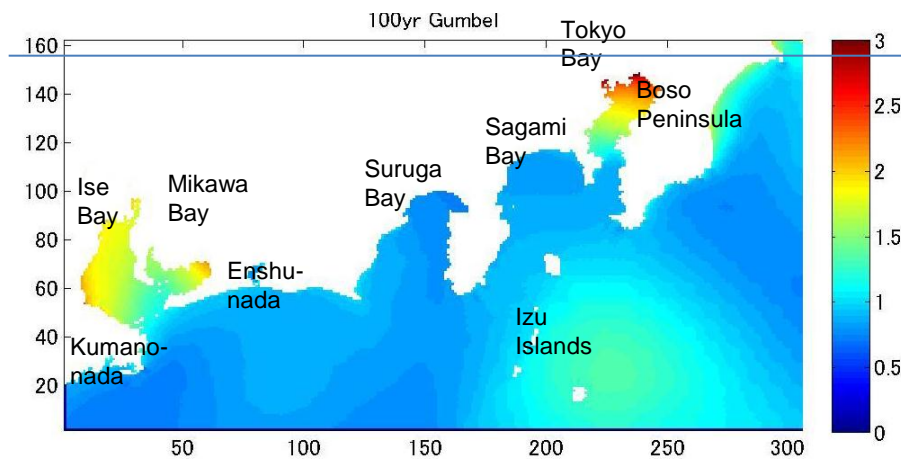 100yr Gumbel
Tokyo
Bay
Boso
Peninsula
Sagami
Bay
Suruga
Bay
Mikawa
Bay
Ise
Bay
Enshu-
nada
Izu
Islands
Kumano-
nada
160
140
120
100
80
60
40
20
50
100
150
200
250
300
3
2.5
2
1.5
1
0.5
0